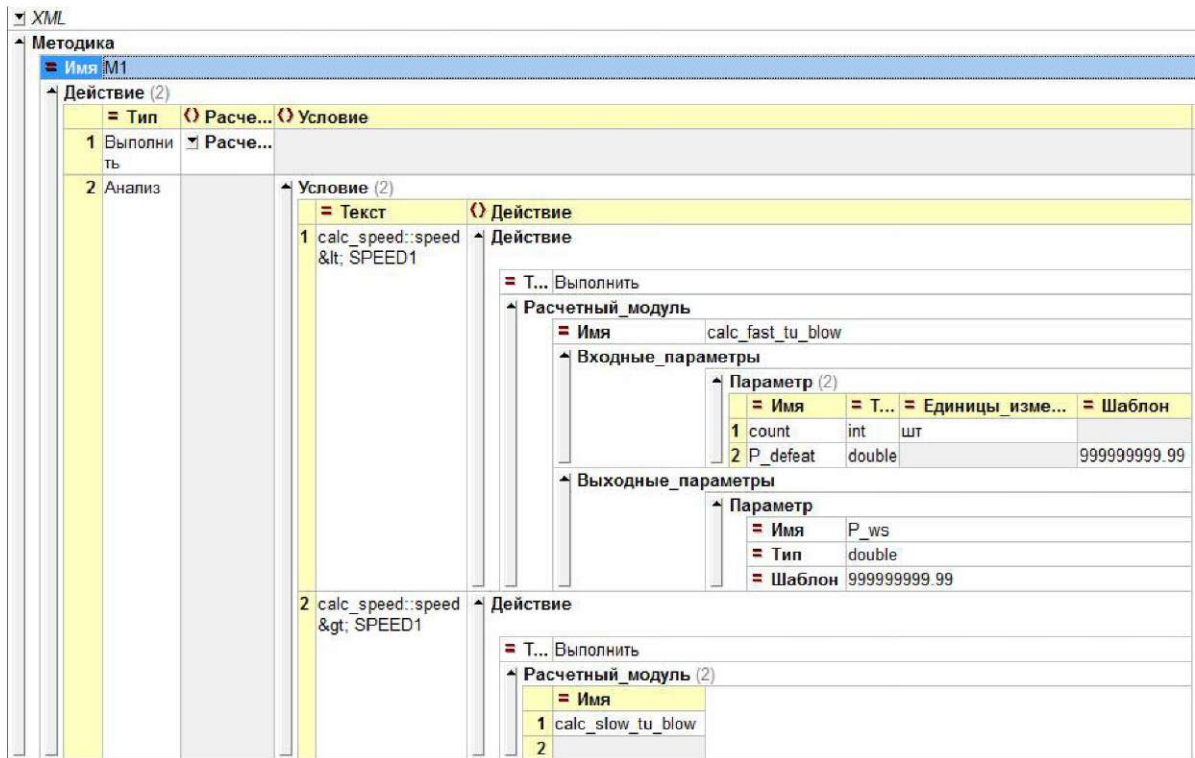 XML
Методика
= Имя M1
Действие (2)
= Тип <> Расче... <> Условие
1 Выполни Расче...
ть
2 Анализ Условие (2)
= Текст <> Действие
1 calc_speed::speed Действие
&lt; SPEED1
= Т... Выполнить
Расчетный_модуль
= Имя calc_fast_tu_blow
Входные_параметры
Параметр (2)
= Имя = Т... = Единицы_изме... = Шаблон
1 count int шт
2 P_defeat double 999999999.99
Выходные_параметры
Параметр
= Имя P_ws
= Тип double
= Шаблон 999999999.99
2 calc_speed::speed Действие
&gt; SPEED1
= Т... Выполнить
Расчетный_модуль (2)
= Имя
1 calc_slow_tu_blow
2